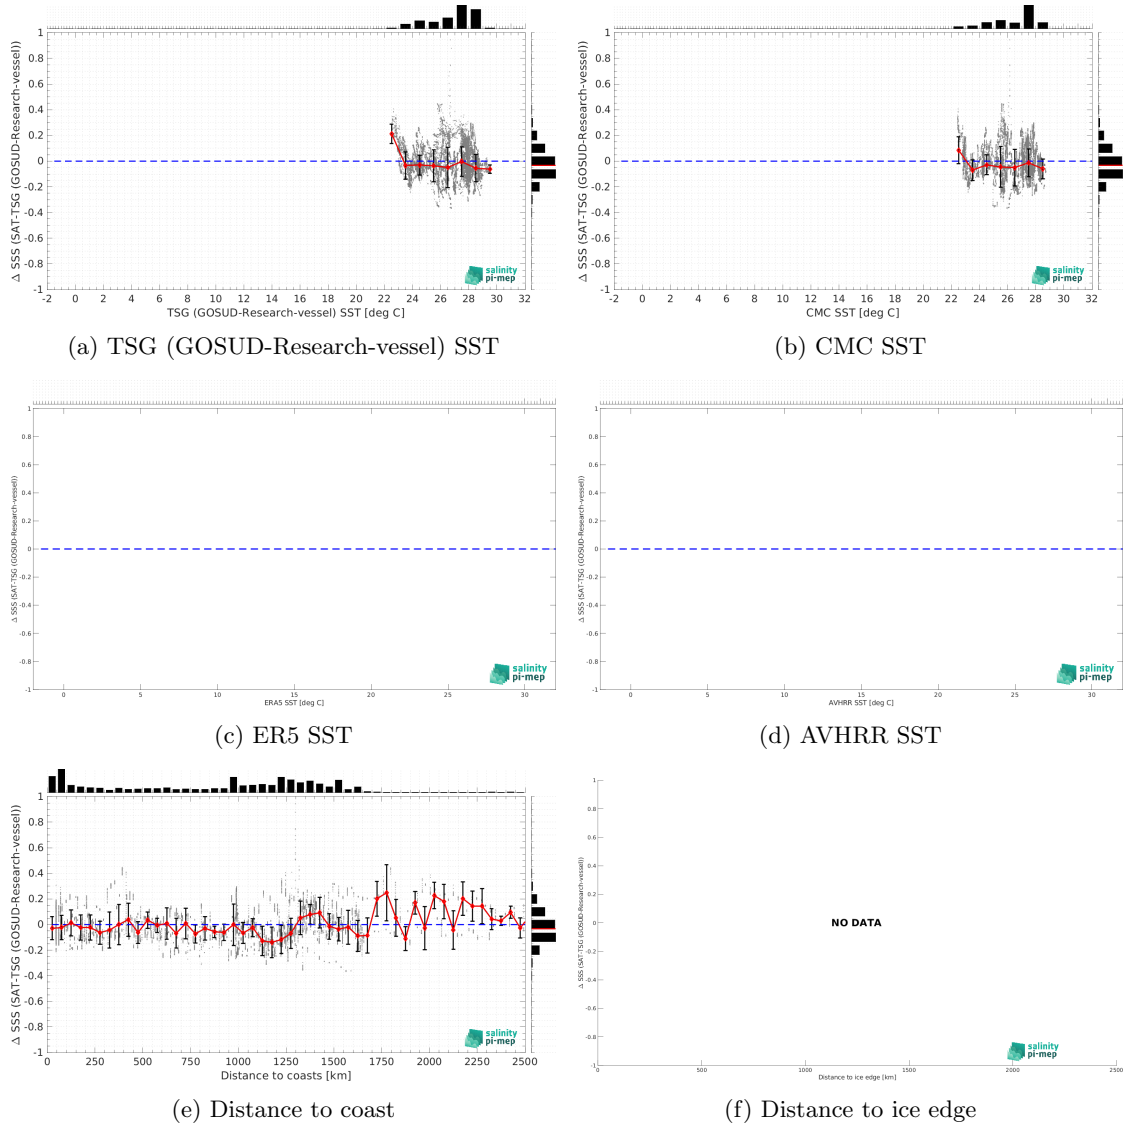 1
0.8
0.6
0.4
0.2
0
-0.2
-0.4
-0.6
-0.8
-1
Δ SSS (SAT-TSG (GOSUD-Research-vessel))
-2 0 2 4 6 8 10 12 14 16 18 20 22 24 26 28 30 32
TSG (GOSUD-Research-vessel) SST [deg C]
salinity
pi-mep
(a) TSG (GOSUD-Research-vessel) SST
1
0.8
0.6
0.4
0.2
0
-0.2
-0.4
-0.6
-0.8
-1
Δ SSS (SAT-TSG (GOSUD-Research-vessel))
-2 0 2 4 6 8 10 12 14 16 18 20 22 24 26 28 30 32
CMC SST [deg C]
salinity
pi-mep
(b) CMC SST
1
0.8
0.6
0.4
0.2
0
-0.2
-0.4
-0.6
-0.8
-1
Δ SSS (SAT-TSG (GOSUD-Research-vessel))
0 5 10 15 20 25 30
ERA5 SST [deg C]
salinity
pi-mep
(c) ER5 SST
1
0.8
0.6
0.4
0.2
0
-0.2
-0.4
-0.6
-0.8
-1
Δ SSS (SAT-TSG (GOSUD-Research-vessel))
0 5 10 15 20 25 30
AVHRR SST [deg C]
salinity
pi-mep
(d) AVHRR SST
1
0.8
0.6
0.4
0.2
0
-0.2
-0.4
-0.6
-0.8
-1
Δ SSS (SAT-TSG (GOSUD-Research-vessel))
0 250 500 750 1000 1250 1500 1750 2000 2250 2500
Distance to coasts [km]
salinity
pi-mep
(e) Distance to coast
1
0.8
0.6
0.4
0.2
0
-0.2
-0.4
-0.6
-0.8
-1
Δ SSS (SAT-TSG (GOSUD-Research-vessel))
NO DATA
0 500 1000 1500 2000 2500
Distance to ice edge [km]
salinity
pi-mep
(f) Distance to ice edge